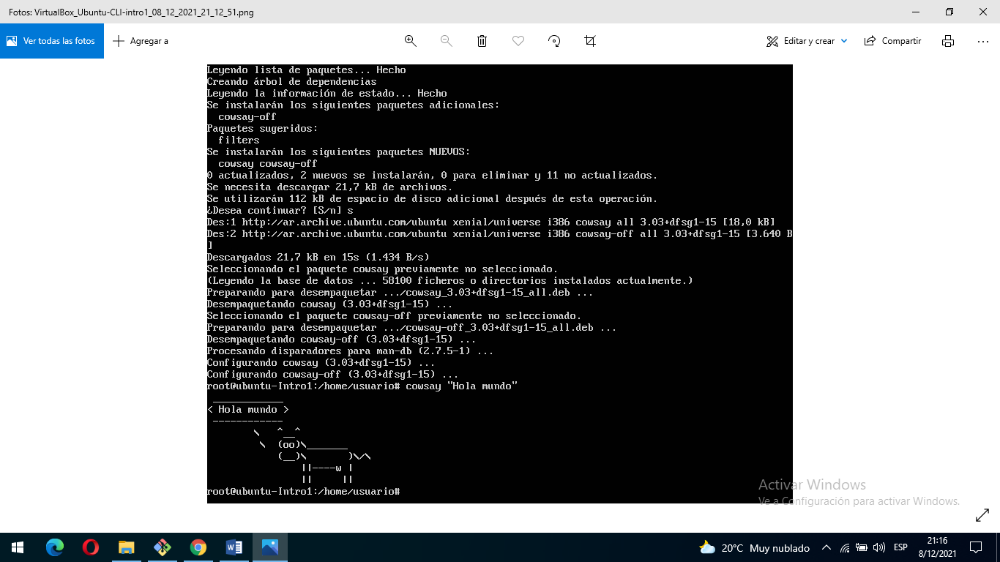 Fotos: VirtualBox_Ubuntu-CLI-intro1_08_12_2021_21_12_51.png
Ver todas las fotos
Agregar a
Editar y crear
Compartir
Leyendo lista de paquetes... Hecho
Creando árbol de dependencias
Leyendo la información de estado... Hecho
Se instalarán los siguientes paquetes adicionales:
  cowsay-off
Paquetes sugeridos:
  filters
Se instalarán los siguientes paquetes NUEVOS:
  cowsay cowsay-off
0 actualizados, 2 nuevos se instalarán, 0 para eliminar y 11 no actualizados.
Se necesita descargar 21,7 kB de archivos.
Se utilizarán 112 kB de espacio de disco adicional después de esta operación.
¿Desea continuar? [S/n] s
Des:1 http://ar.archive.ubuntu.com/ubuntu xenial/universe i386 cowsay all 3.03+dfsg1-15 [18,0 kB]
Des:2 http://ar.archive.ubuntu.com/ubuntu xenial/universe i386 cowsay-off all 3.03+dfsg1-15 [3.640 B
]
Descargados 21,7 kB en 15s (1.434 B/s)
Seleccionando el paquete cowsay previamente no seleccionado.
(Leyendo la base de datos ... 58100 ficheros o directorios instalados actualmente.)
Preparando para desempaquetar .../cowsay_3.03+dfsg1-15_all.deb ...
Desempaquetando cowsay (3.03+dfsg1-15) ...
Seleccionando el paquete cowsay-off previamente no seleccionado.
Preparando para desempaquetar .../cowsay-off_3.03+dfsg1-15_all.deb ...
Desempaquetando cowsay-off (3.03+dfsg1-15) ...
Procesando disparadores para man-db (2.7.5-1) ...
Configurando cowsay (3.03+dfsg1-15) ...
Configurando cowsay-off (3.03+dfsg1-15) ...
root@ubuntu-Intro1:/home/usuario# cowsay "Hola mundo"
 ____________
< Hola mundo >
 ------------
        \   ^__^
         \  (oo)\_______
            (__)\       )\/\
                ||----w |
                ||     ||
root@ubuntu-Intro1:/home/usuario#
Activar Windows
Ve a Configuración para activar Windows.
20°C Muy nublado
ESP
21:16
8/12/2021